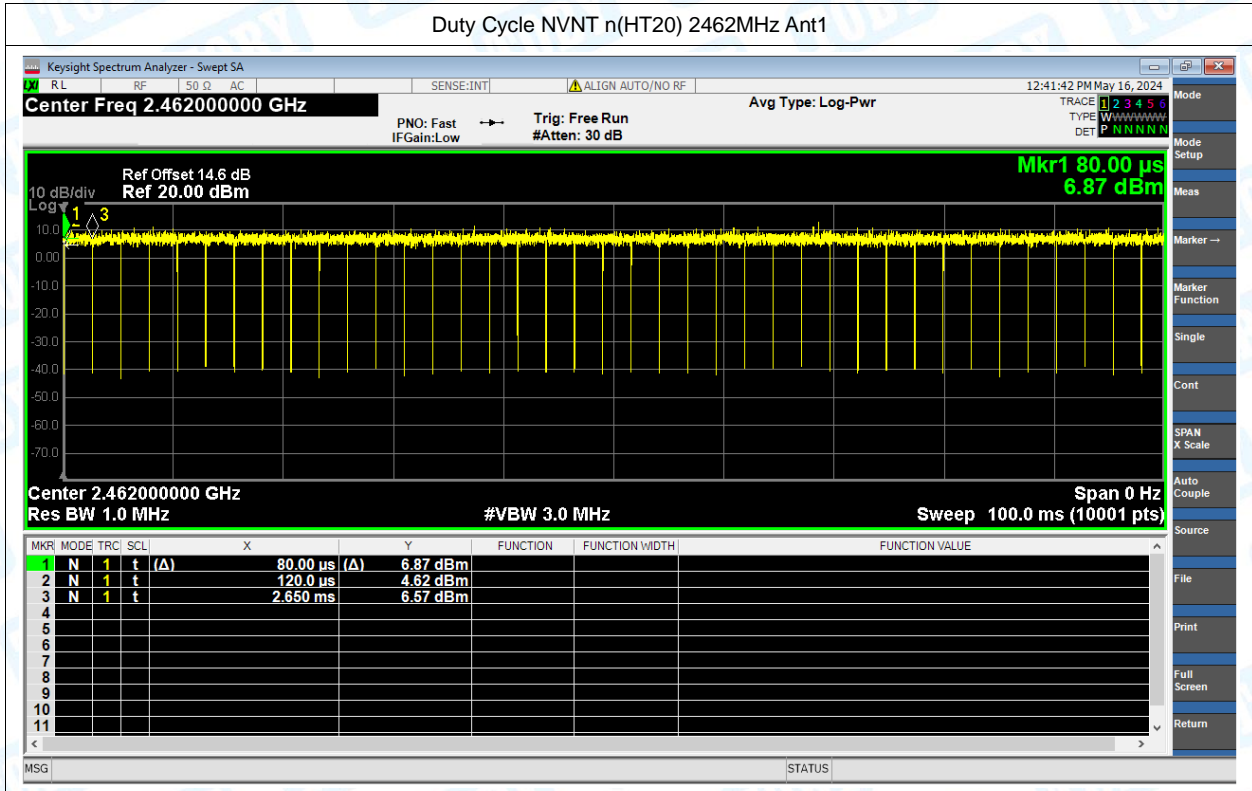 Duty Cycle NVNT n(HT20) 2462MHz Ant1
Keysight Spectrum Analyzer - Swept SA
LXI RL RF 50 Ω AC SENSE:INT ALIGN AUTO/NO RF 12:41:42 PM May 16, 2024
Center Freq 2.462000000 GHz
PNO: Fast
IFGain:Low
Trig: Free Run
#Atten: 30 dB
Avg Type: Log-Pwr
TRACE 1 2 3 4 5 6
TYPE WWWWWW
DET P N N N N N
Mkr1 80.00 µs
6.87 dBm
Ref Offset 14.6 dB
10 dB/div Ref 20.00 dBm
Log
1 2 3
10.0
0.00
-10.0
-20.0
-30.0
-40.0
-50.0
-60.0
-70.0
Center 2.462000000 GHz Span 0 Hz
Res BW 1.0 MHz #VBW 3.0 MHz Sweep 100.0 ms (10001 pts)
MKR MODE TRC SCL X Y FUNCTION FUNCTION WIDTH FUNCTION VALUE
1 N 1 t (Δ) 80.00 µs (Δ) 6.87 dBm
2 N 1 t 120.0 µs 4.62 dBm
3 N 1 t 2.650 ms 6.57 dBm
4
5
6
7
8
9
10
11
MSG STATUS
Mode
Mode
Setup
Meas
Marker →
Marker
Function
Single
Cont
SPAN
X Scale
Auto
Couple
Source
File
Print
Full
Screen
Return